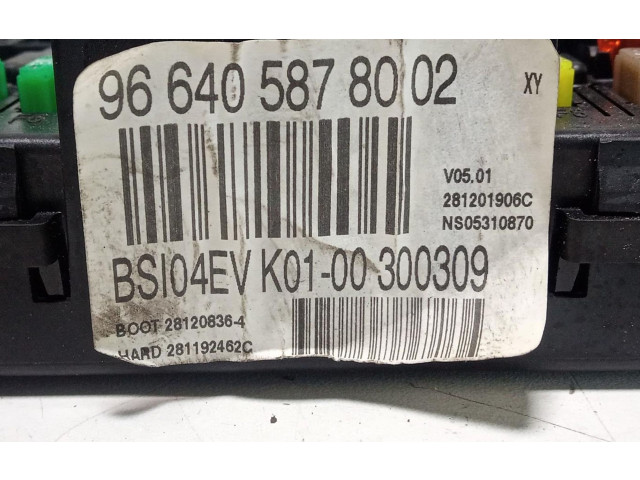 96 640 587 80 02
XY
V05.01
281201906C
NS05310870
BSI04EV K01-00 300309
BOOT 28120836-4
HARD 281192462C